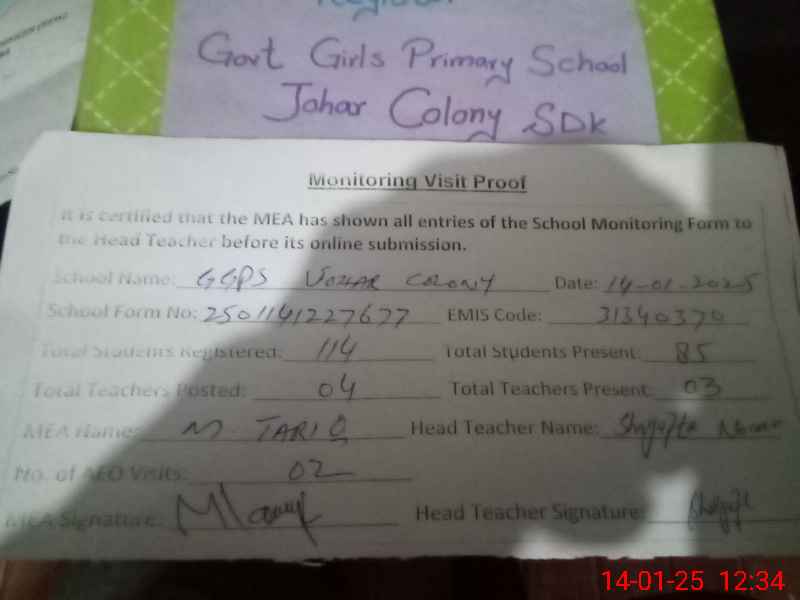 Register
Govt Girls Primary School
Johar Colony SDK
Monitoring Visit Proof
It is certified that the MEA has shown all entries of the School Monitoring Form to
the Head Teacher before its online submission.
School Name: GGPS JOHAR COLONY Date: 14-01-2025
School Form No: 2501141227677 EMIS Code: 31340370
Total Students Registered: 114 Total Students Present: 85
Total Teachers Posted: 04 Total Teachers Present: 03
MEA Name: M TARIQ Head Teacher Name: Shagufta
No. of AEO Visits: 02
MEA Signature: Head Teacher Signature:
14-01-25 12:34